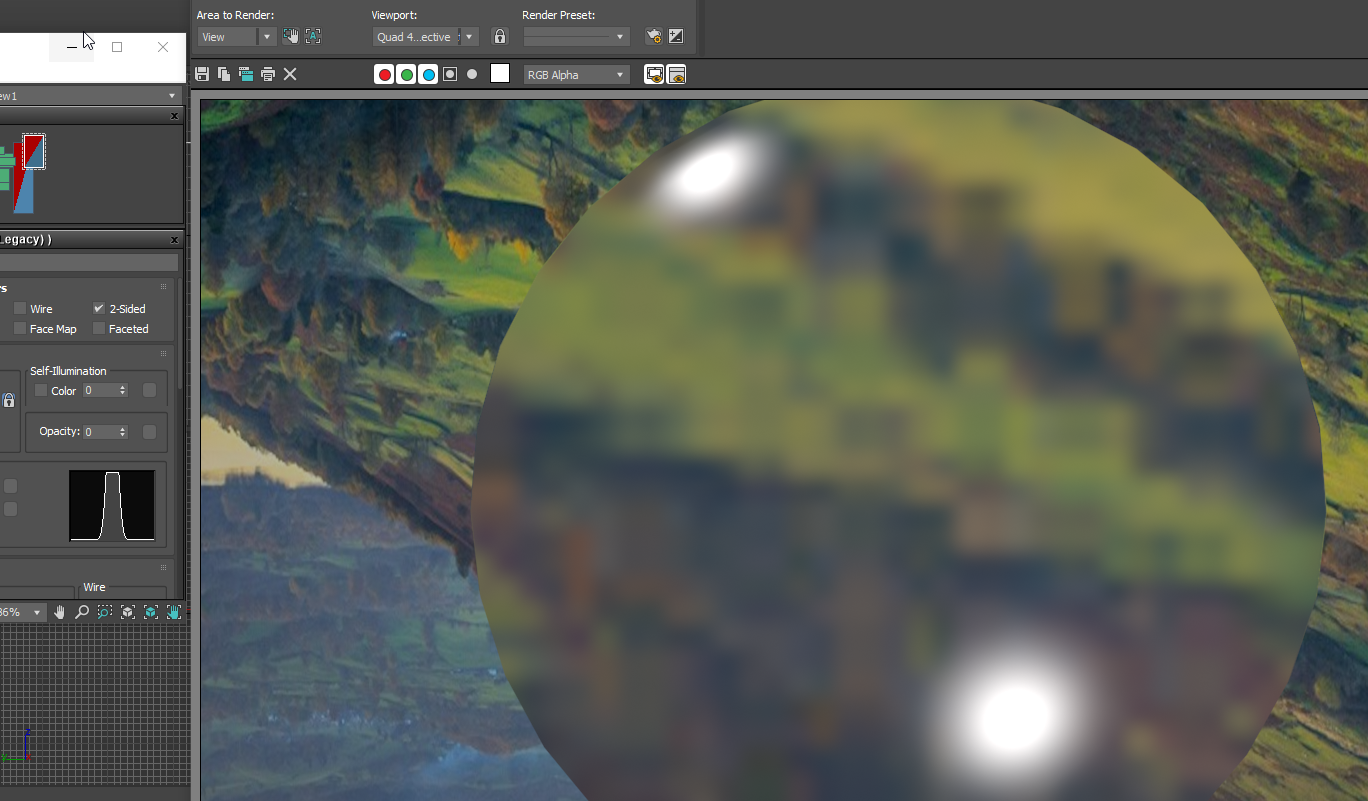 Area to Render:
Viewport:
Render Preset:
View
Quad 4...ective
RGB Alpha
ew1
Legacy) )
s
Wire
2-Sided
Face Map
Faceted
Self-Illumination
Color
0
Opacity:
0
Wire
36%